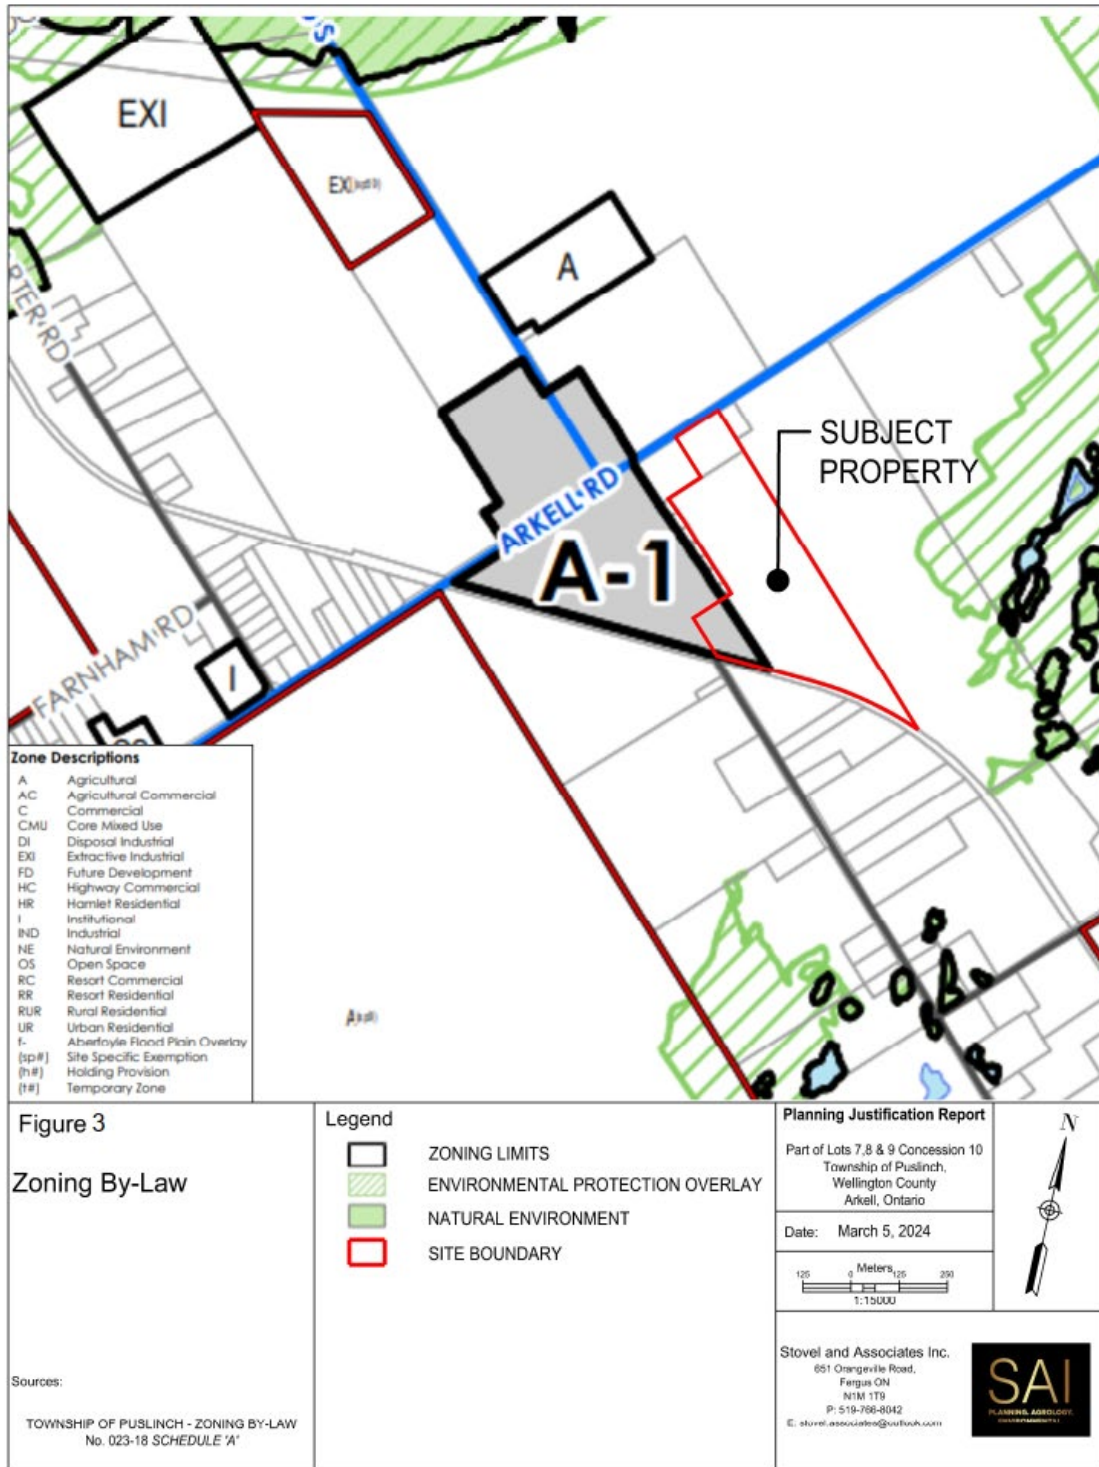 EXI
EXI
A
ARKELL RD
A-1
SUBJECT
PROPERTY
FARNHAM RD
I
A
Zone Descriptions
A Agricultural
AC Agricultural Commercial
C Commercial
CMU Core Mixed Use
DI Disposal Industrial
EXI Extractive Industrial
FD Future Development
HC Highway Commercial
HR Hamlet Residential
I Institutional
IND Industrial
NE Natural Environment
OS Open Space
RC Resort Commercial
RR Resort Residential
RUR Rural Residential
UR Urban Residential
f- Aberfoyle Flood Plain Overlay
(sp#) Site Specific Exemption
(h#) Holding Provision
(t#) Temporary Zone
Figure 3
Zoning By-Law
Sources:
TOWNSHIP OF PUSLINCH - ZONING BY-LAW
No. 023-18 SCHEDULE 'A'
Legend
ZONING LIMITS
ENVIRONMENTAL PROTECTION OVERLAY
NATURAL ENVIRONMENT
SITE BOUNDARY
Planning Justification Report
Part of Lots 7,8 & 9 Concession 10
Township of Puslinch,
Wellington County
Arkell, Ontario
Date: March 5, 2024
Meters
125 0 125 250
1:15000
N
Stovel and Associates Inc.
651 Orangeville Road,
Fergus ON
N1M 1T9
P: 519-766-8042
E: stovel.associates@outlook.com
SAI
PLANNING. AGROLOGY.
ENVIRONMENTAL